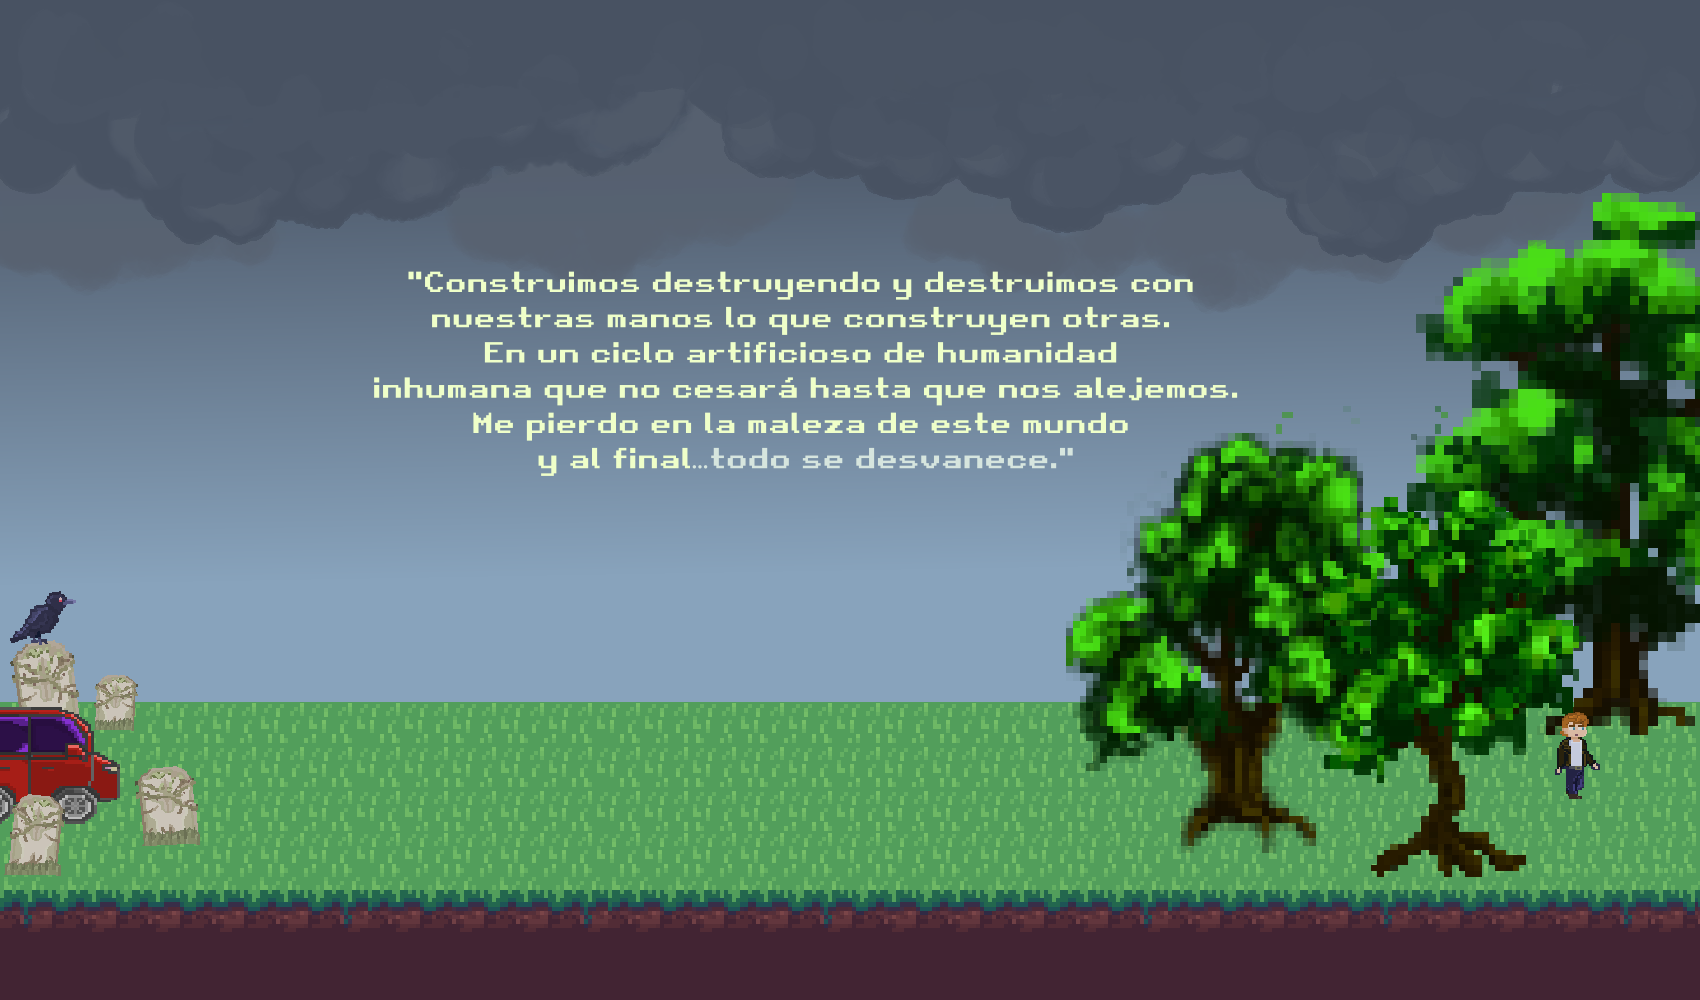 "Construimos destruyendo y destruimos con
nuestras manos lo que construyen otras.
En un ciclo artificioso de humanidad
inhumana que no cesará hasta que nos alejemos.
Me pierdo en la maleza de este mundo
y al final...todo se desvanece."